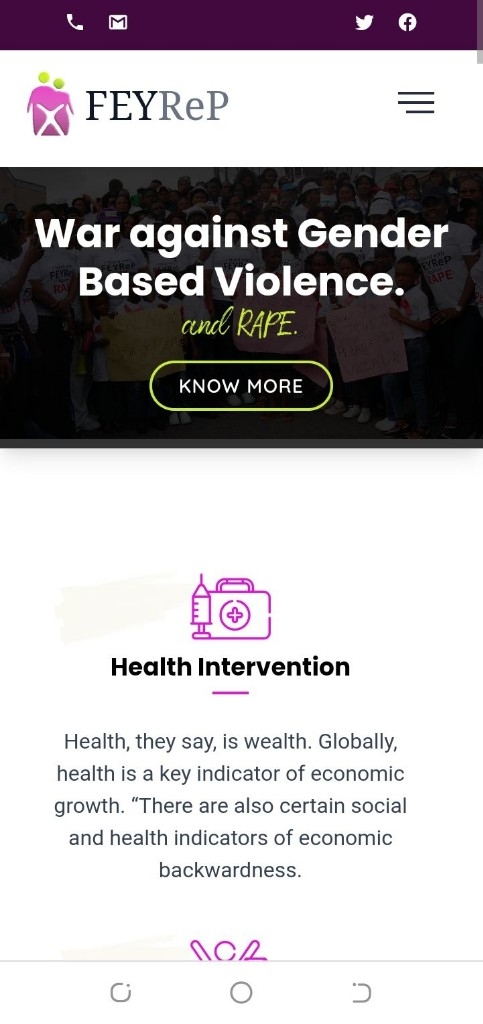 FEYReP
War against Gender
Based Violence.
and RAPE.
KNOW MORE
Health Intervention
Health, they say, is wealth. Globally,
health is a key indicator of economic
growth. “There are also certain social
and health indicators of economic
backwardness.